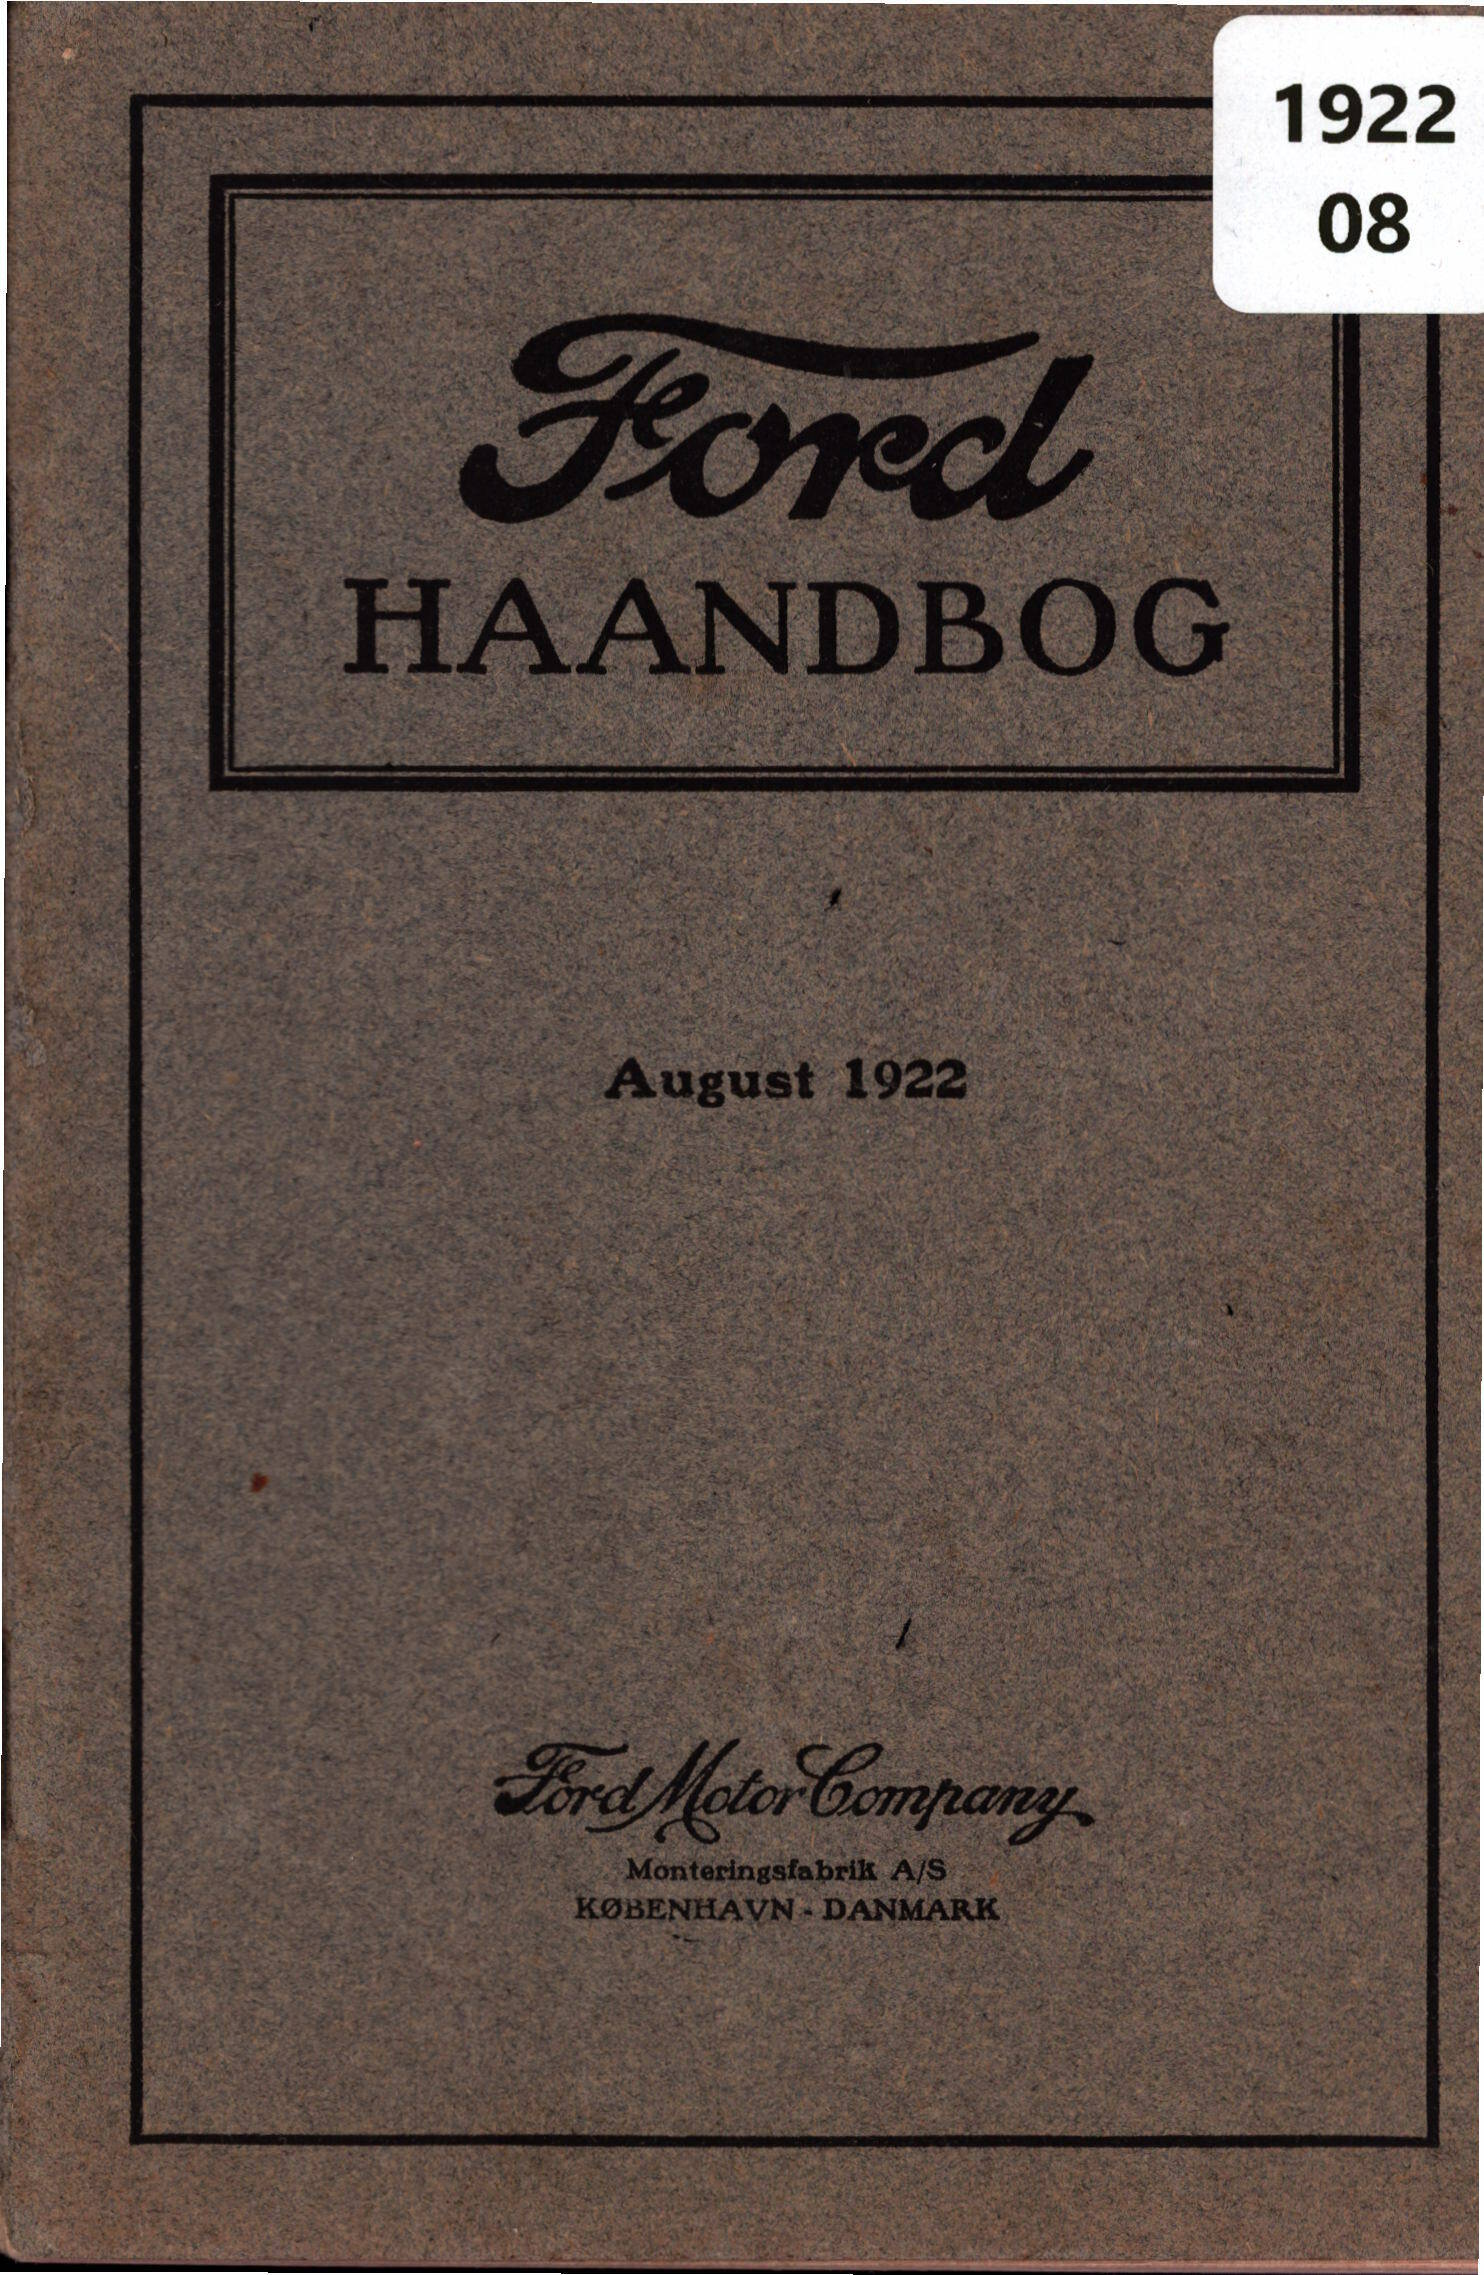 1922
08
Ford
HAANDBOG
August 1922
Ford Motor Company
Monteringsfabrik A/S
KØBENHAVN - DANMARK